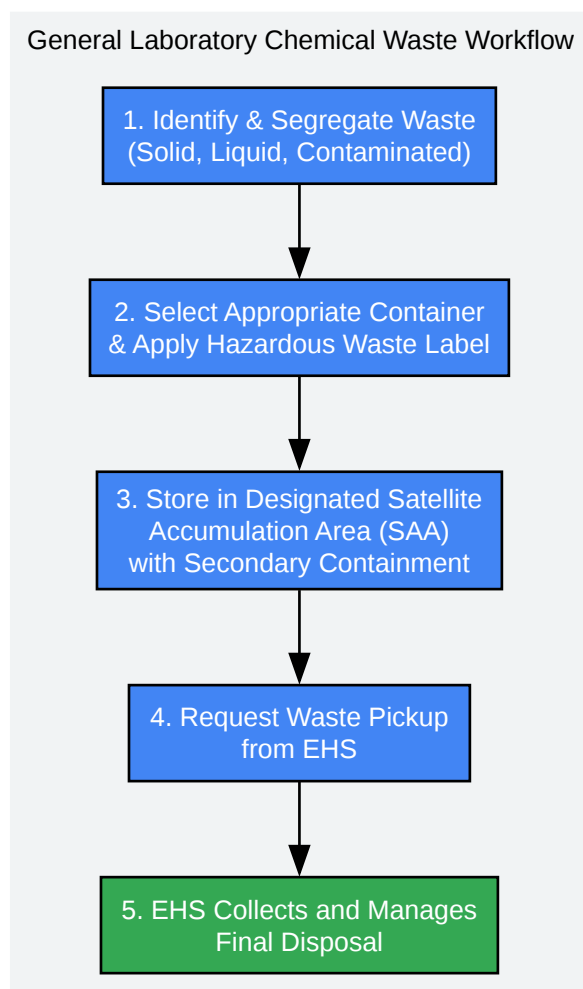 General Laboratory Chemical Waste Workflow
1. Identify & Segregate Waste
(Solid, Liquid, Contaminated)
2. Select Appropriate Container
& Apply Hazardous Waste Label
3. Store in Designated Satellite
Accumulation Area (SAA)
with Secondary Containment
4. Request Waste Pickup
from EHS
5. EHS Collects and Manages
Final Disposal